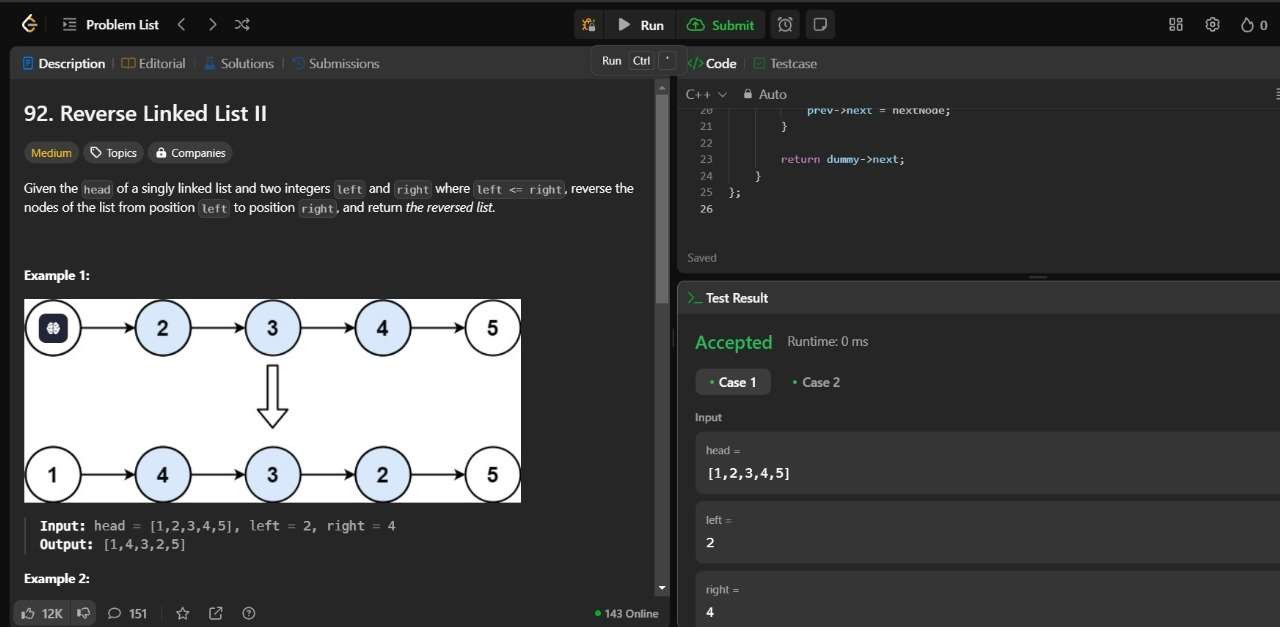 Problem List
Run
Submit
0
Description
Editorial
Solutions
Submissions
Run Ctrl '
Code
Testcase
92. Reverse Linked List II
Medium
Topics
Companies
Given the head of a singly linked list and two integers left and right where left <= right, reverse the
nodes of the list from position left to position right, and return the reversed list.
Example 1:
2 3 4 5
1 4 3 2 5
Input: head = [1,2,3,4,5], left = 2, right = 4
Output: [1,4,3,2,5]
Example 2:
12K
151
143 Online
C++
Auto
20 prev->next = nextNode;
21 }
22
23 return dummy->next;
24 }
25 };
26
Saved
>_ Test Result
Accepted Runtime: 0 ms
Case 1
Case 2
Input
head =
[1,2,3,4,5]
left =
2
right =
4